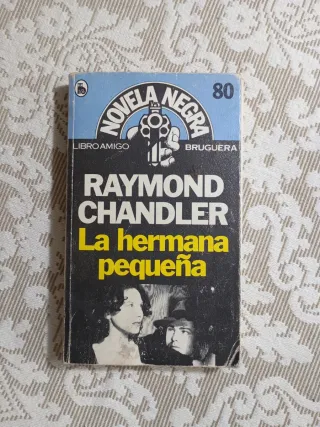 80
NOVELA NEGRA
LIBRO AMIGO BRUGUERA
RAYMOND
CHANDLER
La hermana
pequeña